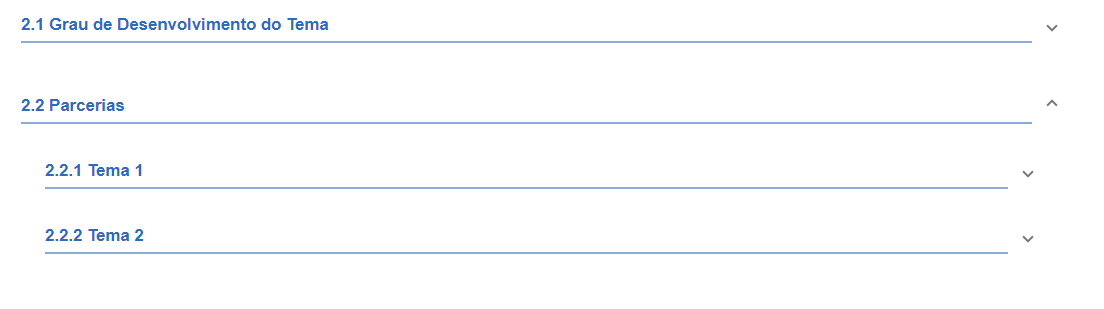 2.1 Grau de Desenvolvimento do Tema
2.2 Parcerias
2.2.1 Tema 1
2.2.2 Tema 2